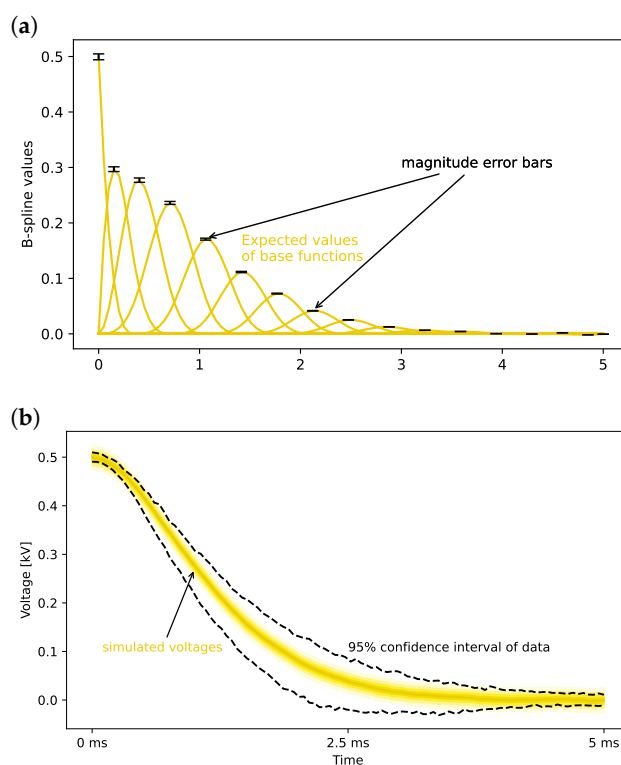 (a)
0.5
0.4
0.3
0.2
0.1
0.0
B-spline values
magnitude error bars
Expected values
of base functions
0 1 2 3 4 5
(b)
0.5
0.4
0.3
0.2
0.1
0.0
Voltage [kV]
simulated voltages
95% confidence interval of data
0 ms 2.5 ms 5 ms
Time